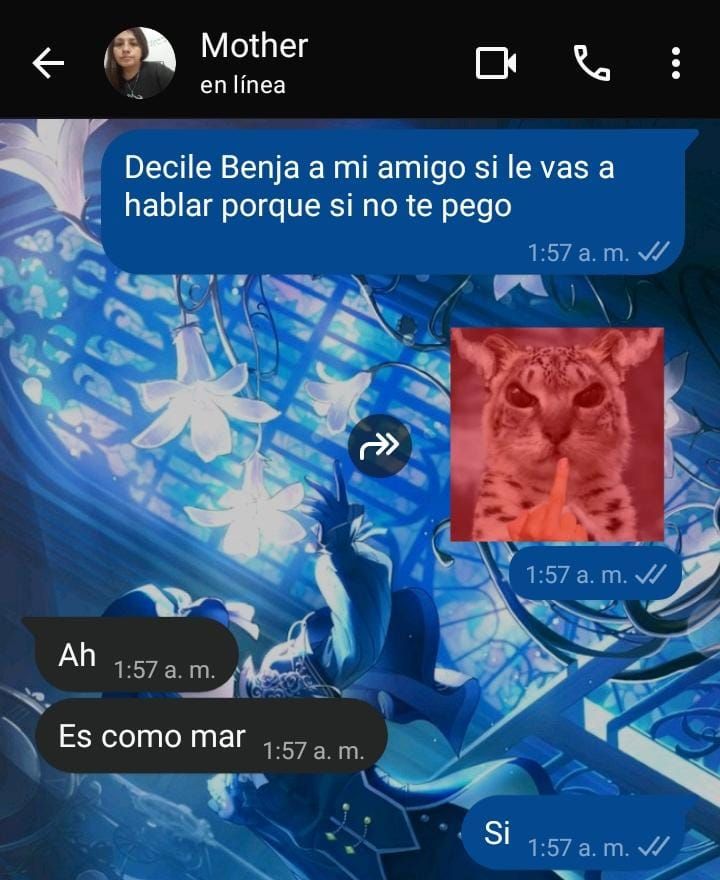 Mother
en línea
Decile Benja a mi amigo si le vas a
hablar porque si no te pego
1:57 a. m.
1:57 a. m.
Ah 1:57 a. m.
Es como mar 1:57 a. m.
Si 1:57 a. m.